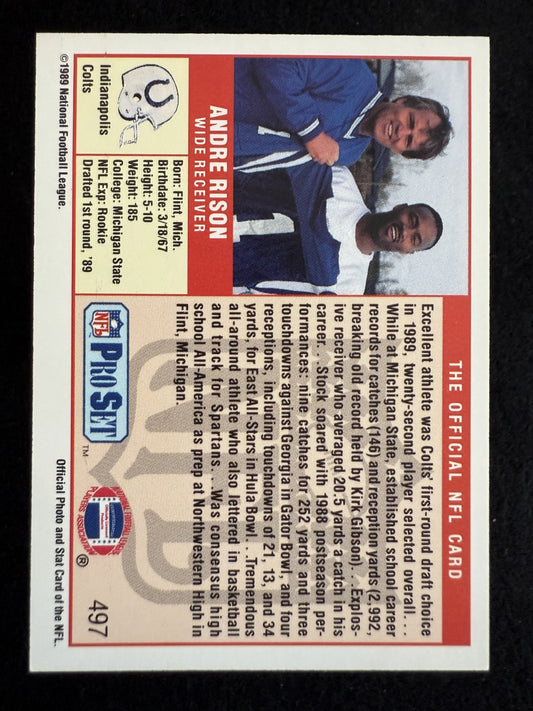 THE OFFICIAL NFL CARD
ANDRE RISON
WIDE RECEIVER
Indianapolis
Colts
Born: Flint, Mich.
Birthdate: 3/18/67
Height: 5-10
Weight: 185
College: Michigan State
NFL Exp: Rookie
Drafted 1st round, '89
©1989 National Football League.
Excellent athlete was Colts' first-round draft choice
in 1989, twenty-second player selected overall. . .
While at Michigan State, established school career
records for catches (146) and reception yards (2,992,
breaking old record held by Kirk Gibson). . .Explos-
ive receiver who averaged 20.5 yards a catch in his
career. . .Stock soared with 1988 postseason per-
formances: nine catches for 252 yards and three
touchdowns against Georgia in Gator Bowl, and four
receptions, including touchdowns of 21, 13, and 34
yards, for East All-Stars in Hula Bowl. . .Tremendous
all-around athlete who also lettered in basketball
and track for Spartans. . .Was consensus high
school All-America as prep at Northwestern High in
Flint, Michigan.
1
NFL
PRO SET
™
®
497
Official Photo and Stat Card of the NFL.